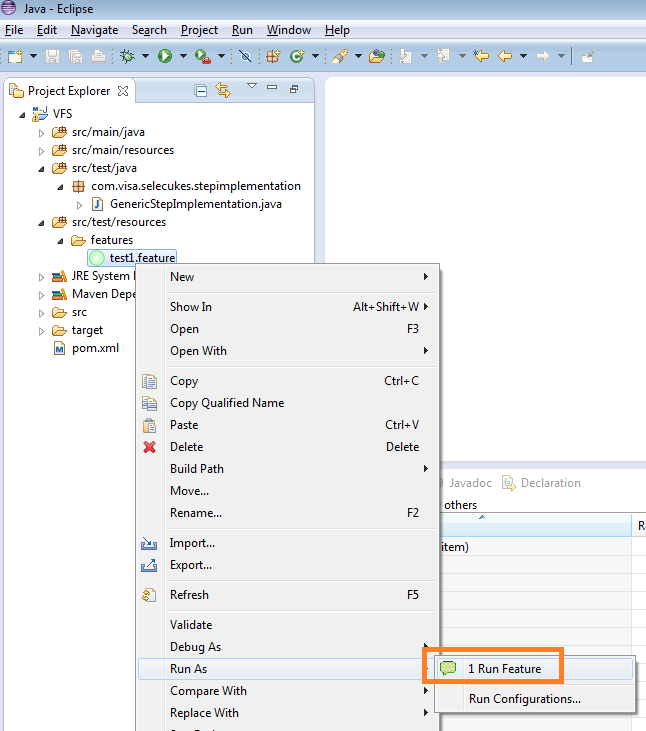 Java - Eclipse
File Edit Navigate Search Project Run Window Help
Project Explorer
VFS
src/main/java
src/main/resources
src/test/java
com.visa.selecukes.stepimplementation
GenericStepImplementation.java
src/test/resources
features
test1.feature
JRE System
Maven Depe
src
target
pom.xml
New
Show In Alt+Shift+W
Open F3
Open With
Copy Ctrl+C
Copy Qualified Name
Paste Ctrl+V
Delete Delete
Build Path
Move...
Rename... F2
Import...
Export...
Refresh F5
Validate
Debug As
Run As
Compare With
Replace With
1 Run Feature
Run Configurations...
Javadoc Declaration
others
R
item)